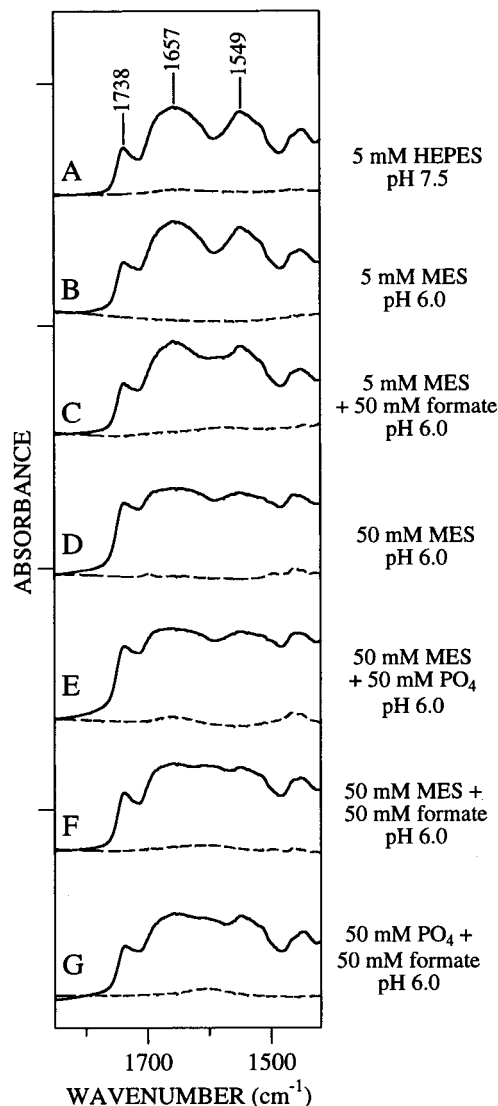 1738
1657
1549
A
5 mM HEPES
pH 7.5
B
5 mM MES
pH 6.0
C
5 mM MES
+ 50 mM formate
pH 6.0
D
50 mM MES
pH 6.0
E
50 mM MES
+ 50 mM PO₄
pH 6.0
F
50 mM MES +
50 mM formate
pH 6.0
G
50 mM PO₄ +
50 mM formate
pH 6.0
ABSORBANCE
1700
1500
WAVENUMBER (cm⁻¹)